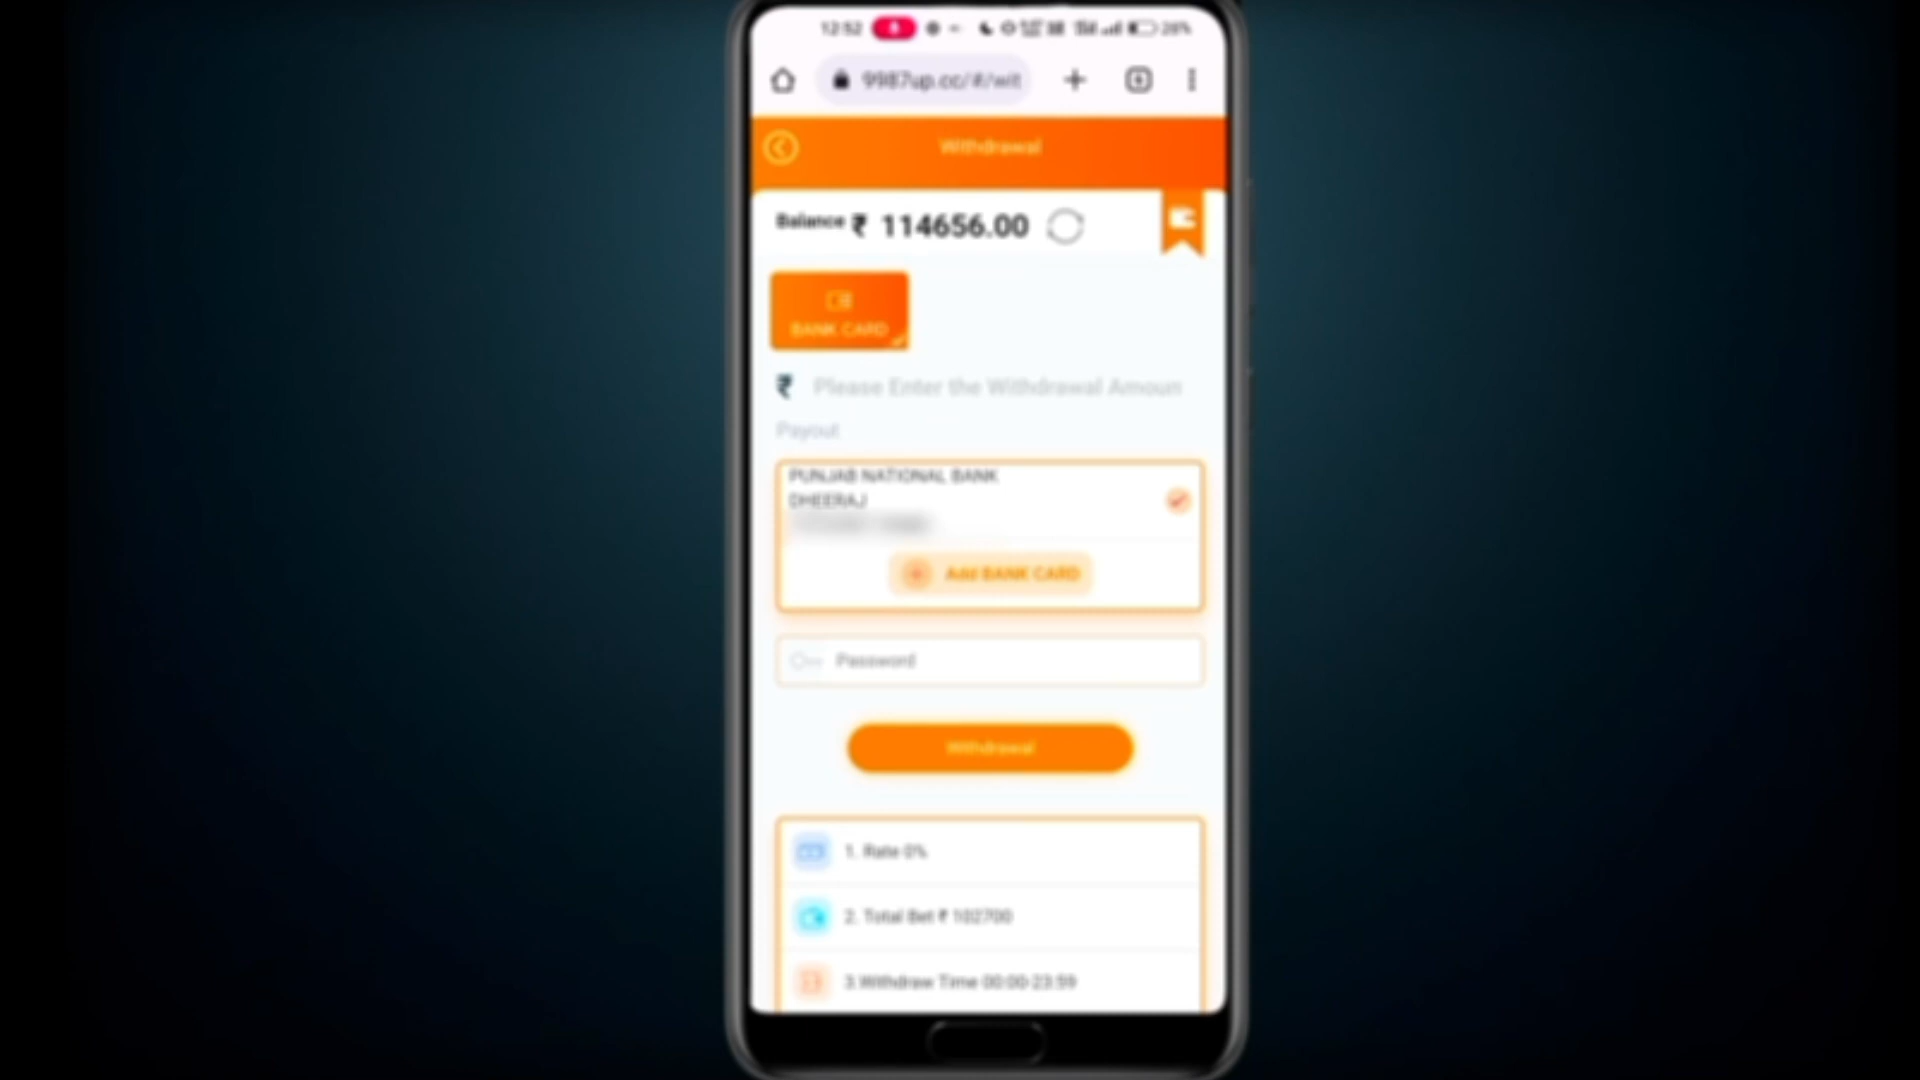 12:52
28%
9987up.cc/#/wit
Withdrawal
Balance ₹ 114656.00
BANK CARD
₹ Please Enter the Withdrawal Amoun
Payout
PUNJAB NATIONAL BANK
DHEERAJ
Add BANK CARD
Password
Withdrawal
1. Rate 0%
2. Total Bet ₹ 102700
3.Withdraw Time 00:00-23:59